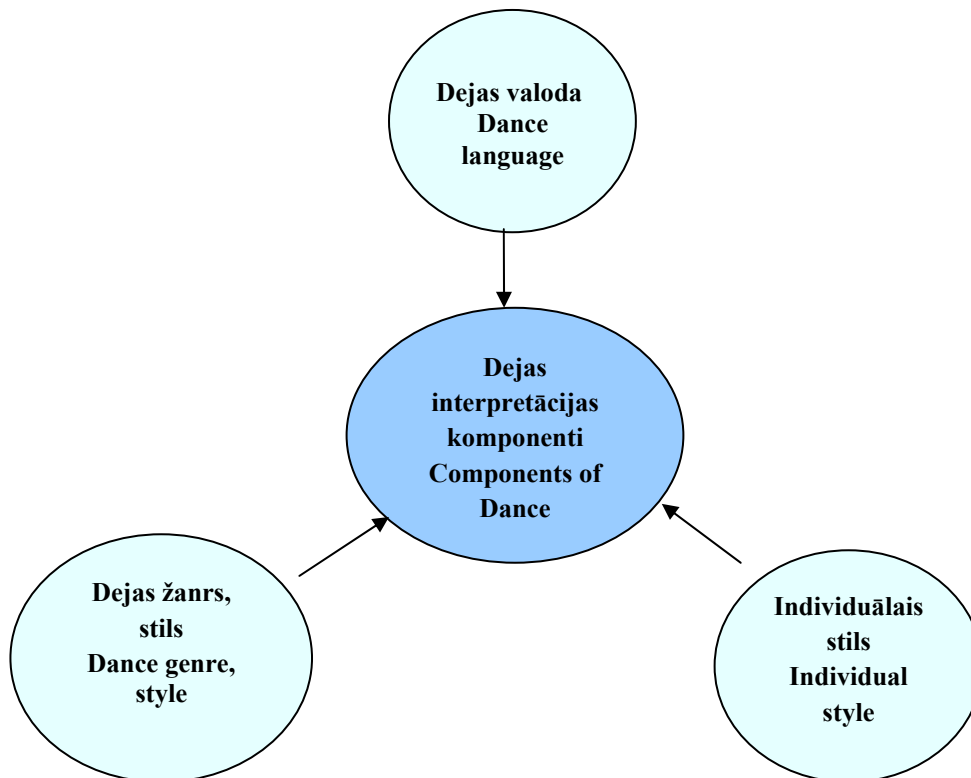 Dejas valoda
Dance
language
Dejas
interpretācijas
komponenti
Components of
Dance
Dejas žanrs,
stils
Dance genre,
style
Individuālais
stils
Individual
style